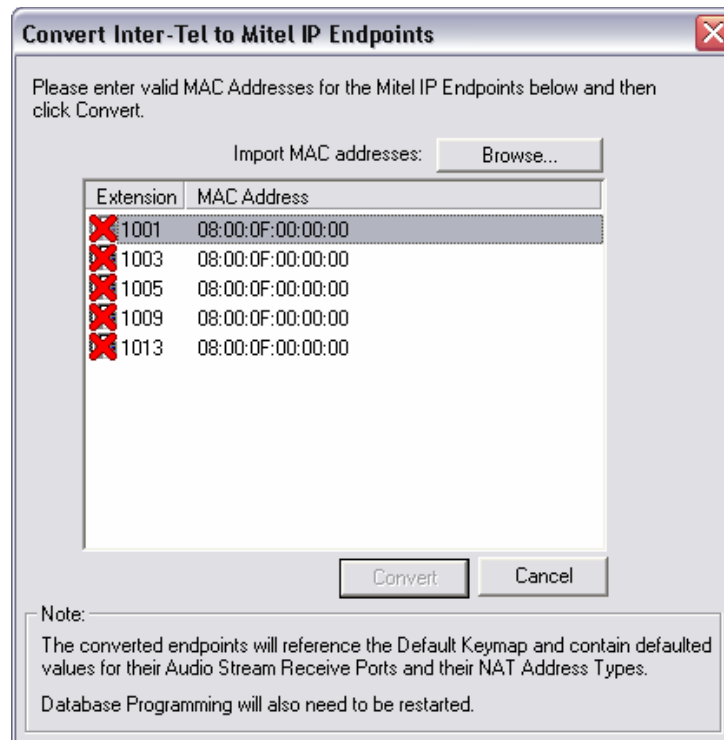 Convert Inter-Tel to Mitel IP Endpoints
Please enter valid MAC Addresses for the Mitel IP Endpoints below and then
click Convert.
Import MAC addresses: Browse...
Extension MAC Address
1001 08:00:0F:00:00:00
1003 08:00:0F:00:00:00
1005 08:00:0F:00:00:00
1009 08:00:0F:00:00:00
1013 08:00:0F:00:00:00
Convert Cancel
Note:
The converted endpoints will reference the Default Keymap and contain defaulted
values for their Audio Stream Receive Ports and their NAT Address Types.
Database Programming will also need to be restarted.